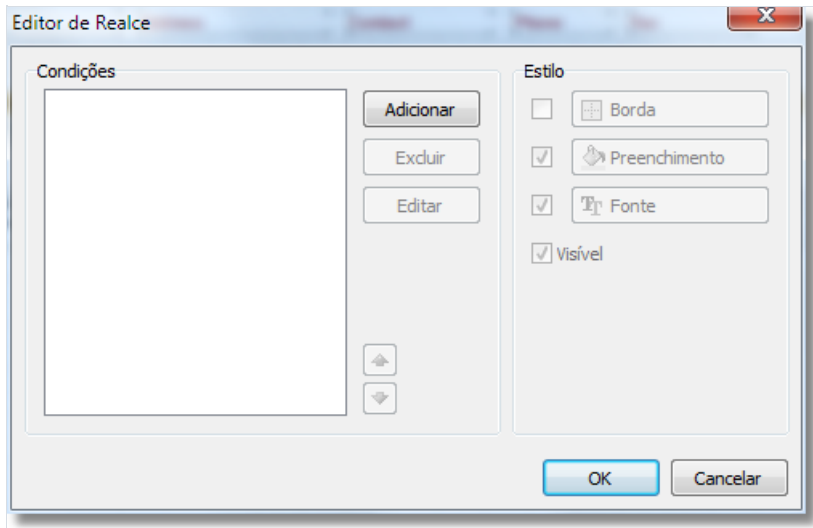 Editor de Realce
Condições
Adicionar
Excluir
Editar
Estilo
Borda
Preenchimento
Fonte
Visível
OK
Cancelar